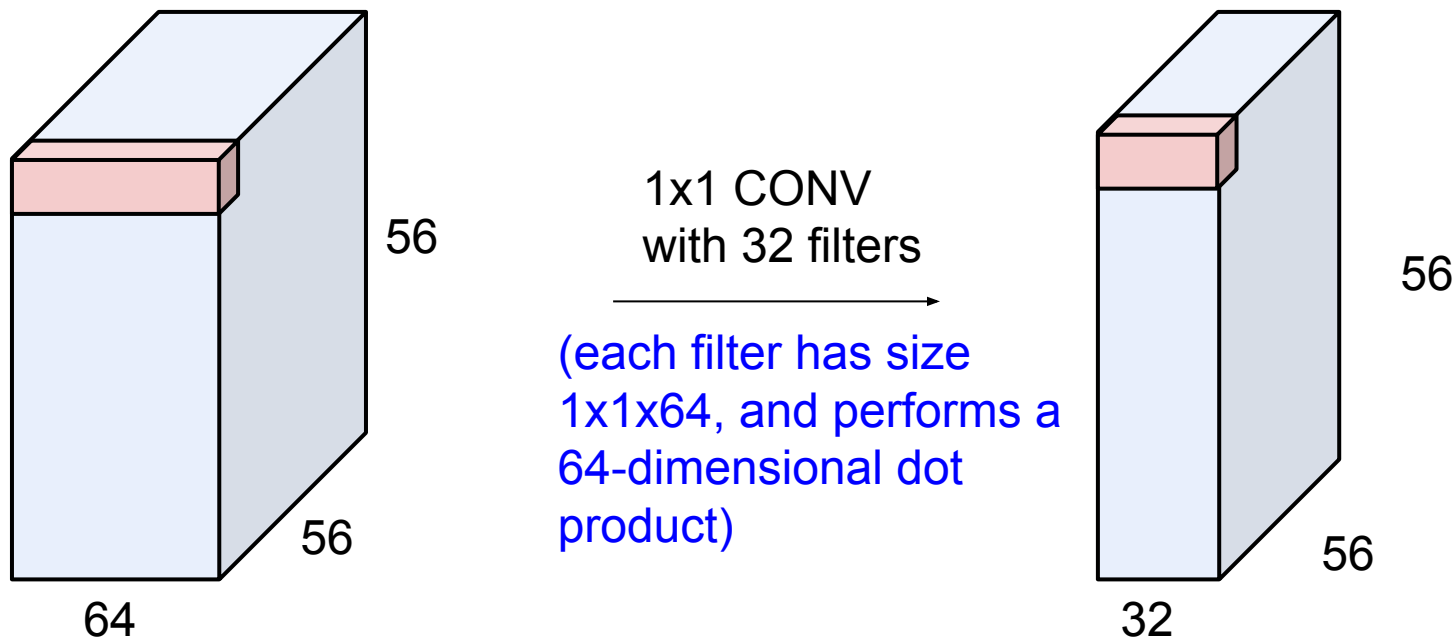 56
56
64
1x1 CONV
with 32 filters
(each filter has size
1x1x64, and performs a
64-dimensional dot
product)
56
56
32